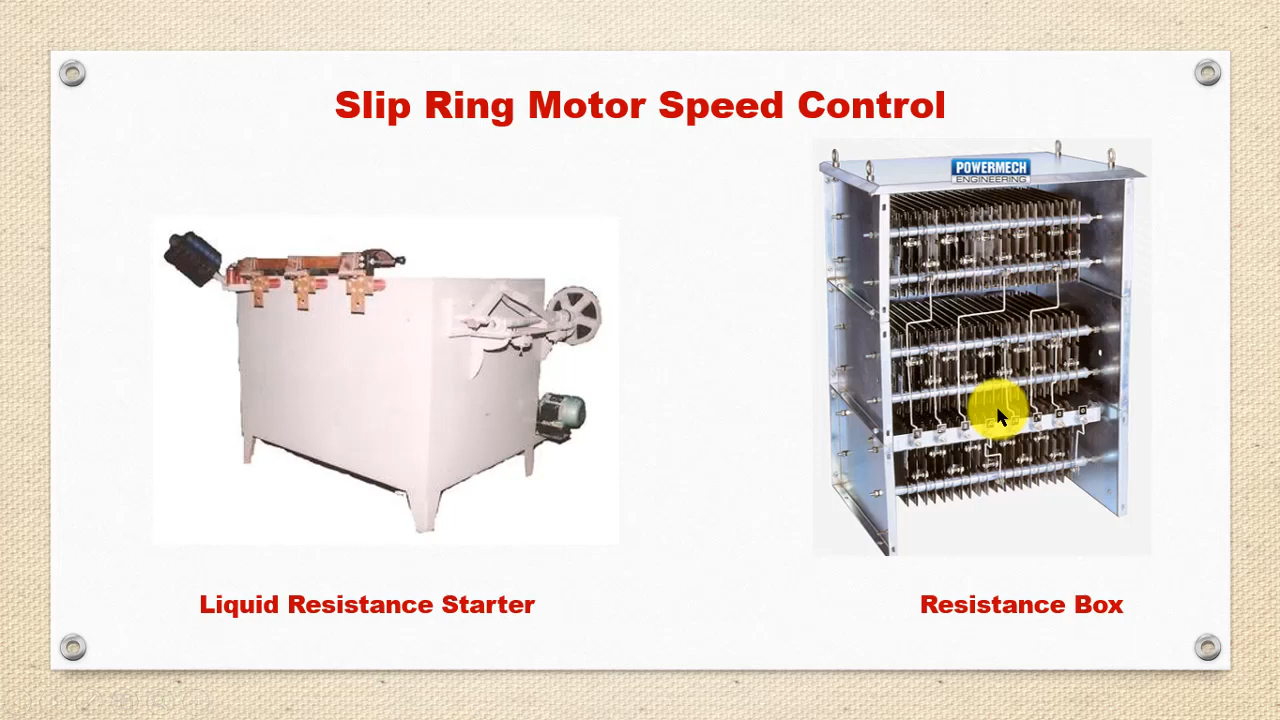 Slip Ring Motor Speed Control
POWERMECH
ENGINEERING
Liquid Resistance Starter
Resistance Box